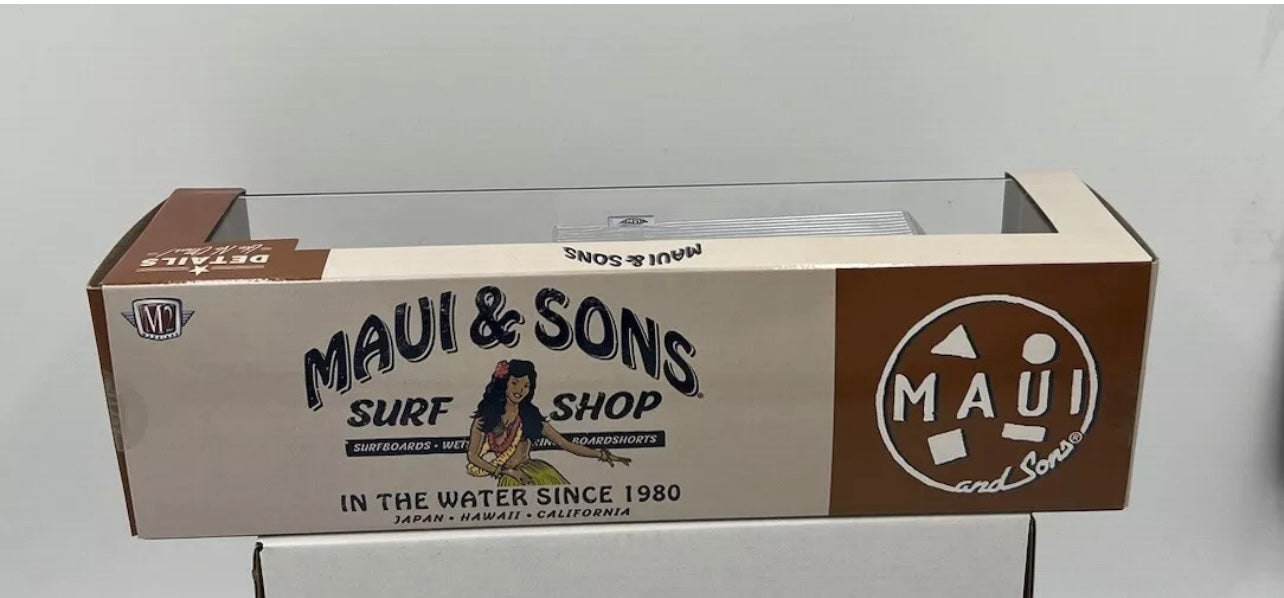 DETAILS
MAUI & SONS
M2
MAUI & SONS
SURF SHOP
SURFBOARDS • BOARDSHORTS
IN THE WATER SINCE 1980
JAPAN • HAWAII • CALIFORNIA
MAUI
and Sons®